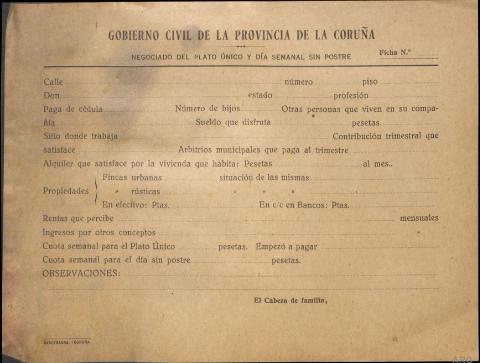 GOBIERNO CIVIL DE LA PROVINCIA DE LA CORUÑA
NEGOCIADO DEL PLATO ÚNICO Y DÍA SEMANAL SIN POSTRE
Ficha N.º
Calle número piso
Don estado profesión
Paga de cédula Número de hijos Otras personas que viven en su compa-
ñía Sueldo que disfruta pesetas.
Sitio donde trabaja Contribución trimestral que
satisface Arbitrios municipales que paga al trimestre
Alquiler que satisface por la vivienda que habita: Pesetas al mes..
Propiedades
Fincas urbanas situación de las mismas
» rústicas » » » »
En efectivo: Ptas. En c/c en Bancos: Ptas.
Rentas que percibe mensuales
Ingresos por otros conceptos »
Cuota semanal para el Plato Único pesetas. Empezó a pagar
Cuota semanal para el día sin postre pesetas.
OBSERVACIONES:
El Cabeza de familia,